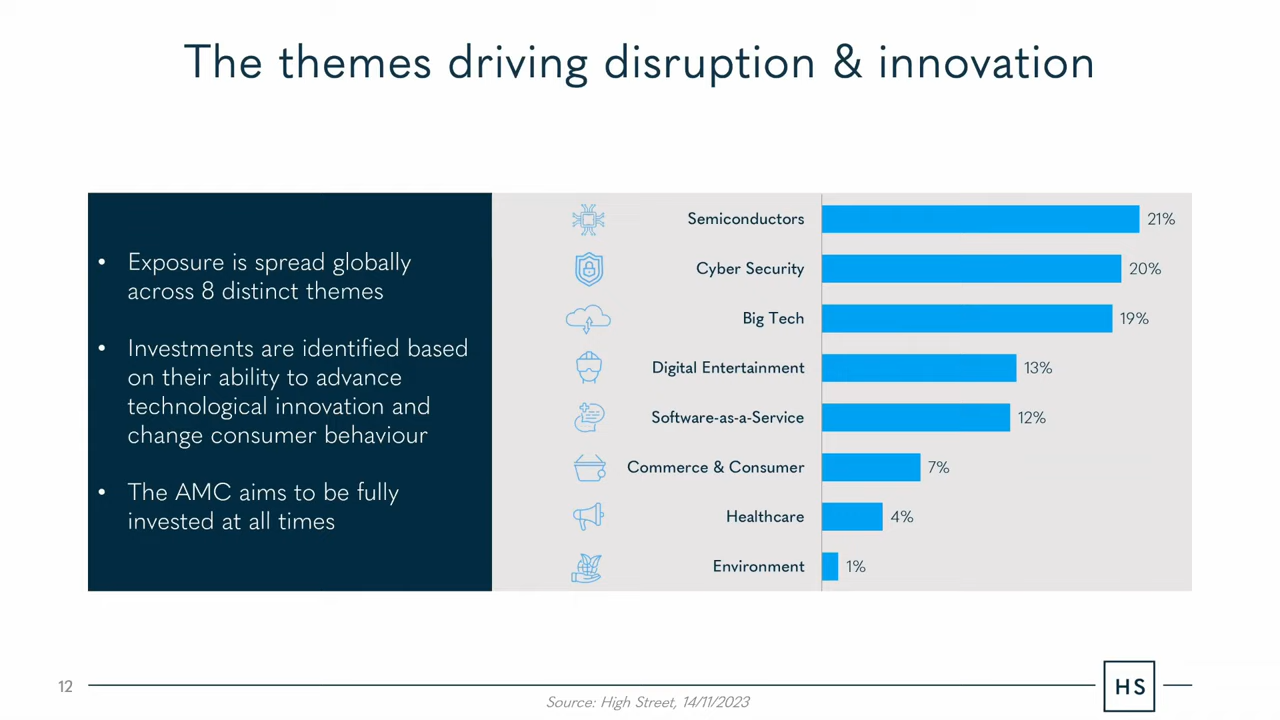 The themes driving disruption & innovation
• Exposure is spread globally
across 8 distinct themes
• Investments are identified based
on their ability to advance
technological innovation and
change consumer behaviour
• The AMC aims to be fully
invested at all times
Semiconductors 21%
Cyber Security 20%
Big Tech 19%
Digital Entertainment 13%
Software-as-a-Service 12%
Commerce & Consumer 7%
Healthcare 4%
Environment 1%
12
Source: High Street, 14/11/2023
HS